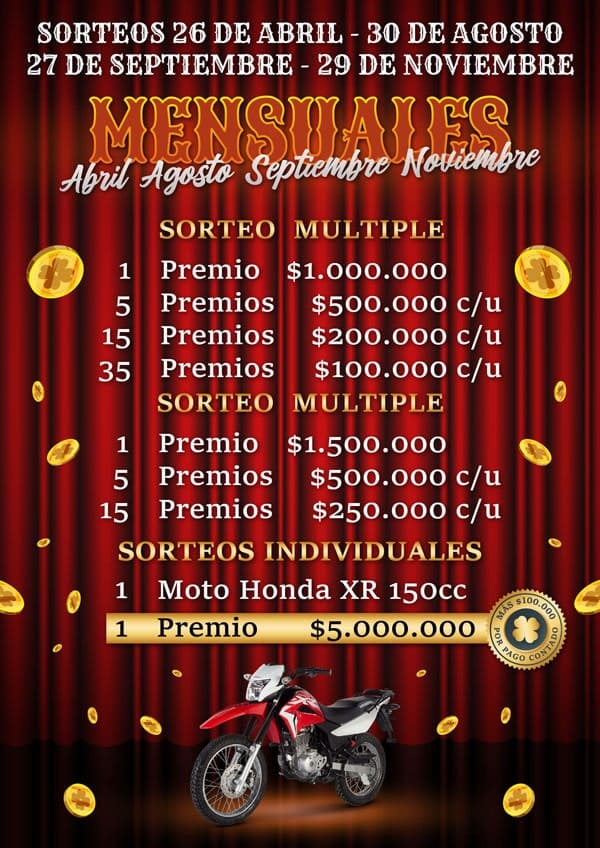 SORTEOS 26 DE ABRIL - 30 DE AGOSTO
27 DE SEPTIEMBRE - 29 DE NOVIEMBRE
MENSUALES
Abril Agosto Septiembre Noviembre
SORTEO MULTIPLE
1 Premio $1.000.000
5 Premios $500.000 c/u
15 Premios $200.000 c/u
35 Premios $100.000 c/u
SORTEO MULTIPLE
1 Premio $1.500.000
5 Premios $500.000 c/u
15 Premios $250.000 c/u
SORTEOS INDIVIDUALES
1 Moto Honda XR 150cc
1 Premio $5.000.000
MÁS $100.000
POR PAGO CONTADO